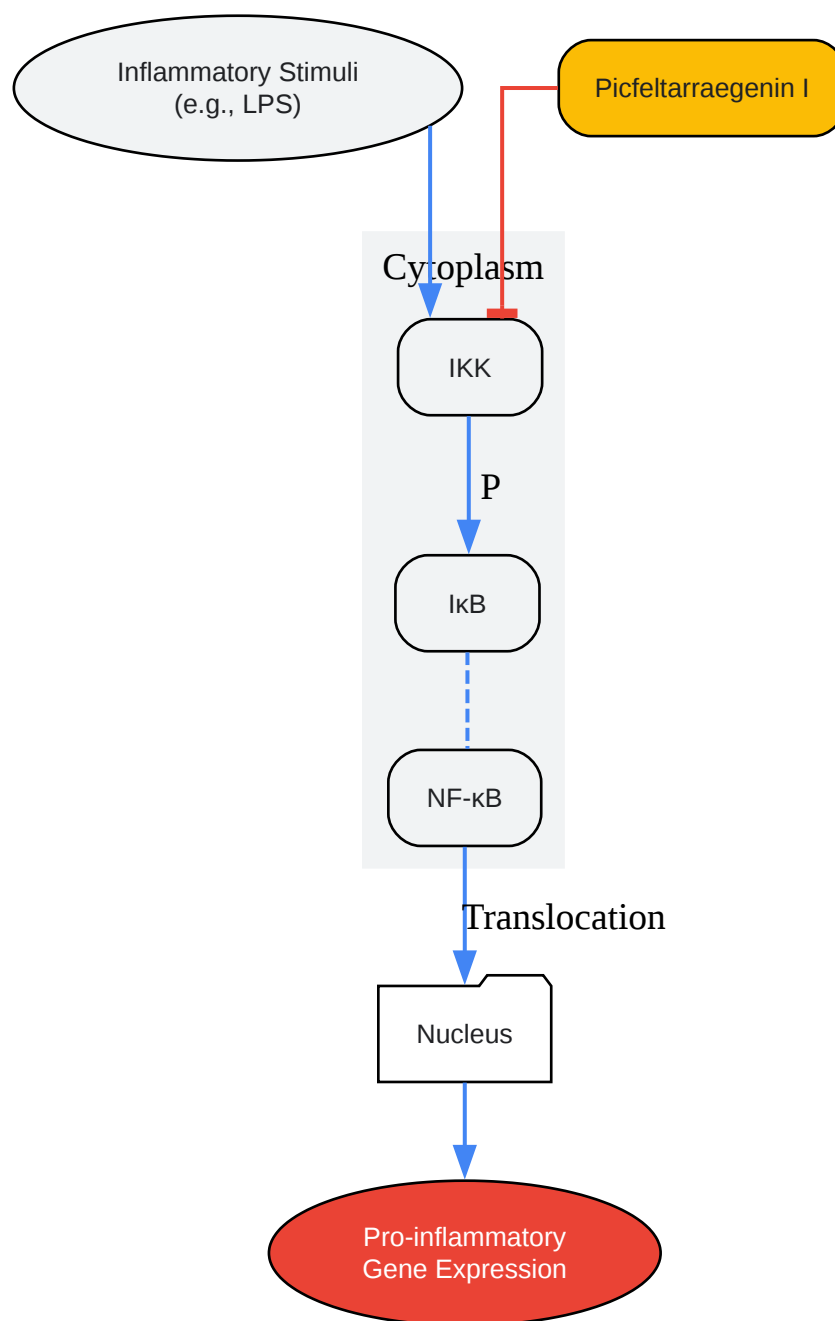 Inflammatory Stimuli
(e.g., LPS)
Picfeltarraegenin I
Cytoplasm
IKK
P
IκB
NF-κB
Translocation
Nucleus
Pro-inflammatory
Gene Expression